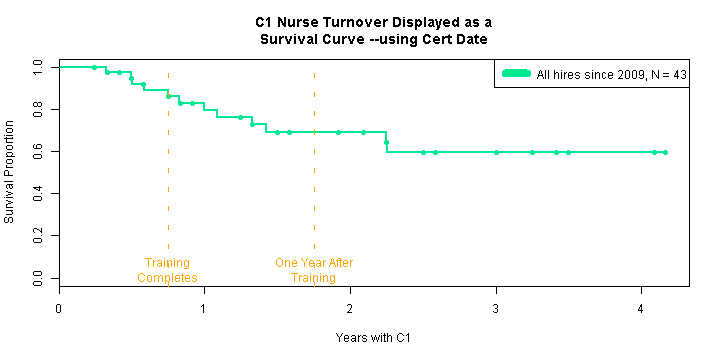 C1 Nurse Turnover Displayed as a
Survival Curve --using Cert Date
All hires since 2009, N = 43
Survival Proportion
1.0
0.8
0.6
0.4
0.2
0.0
Training
Completes
One Year After
Training
0
1
2
3
4
Years with C1